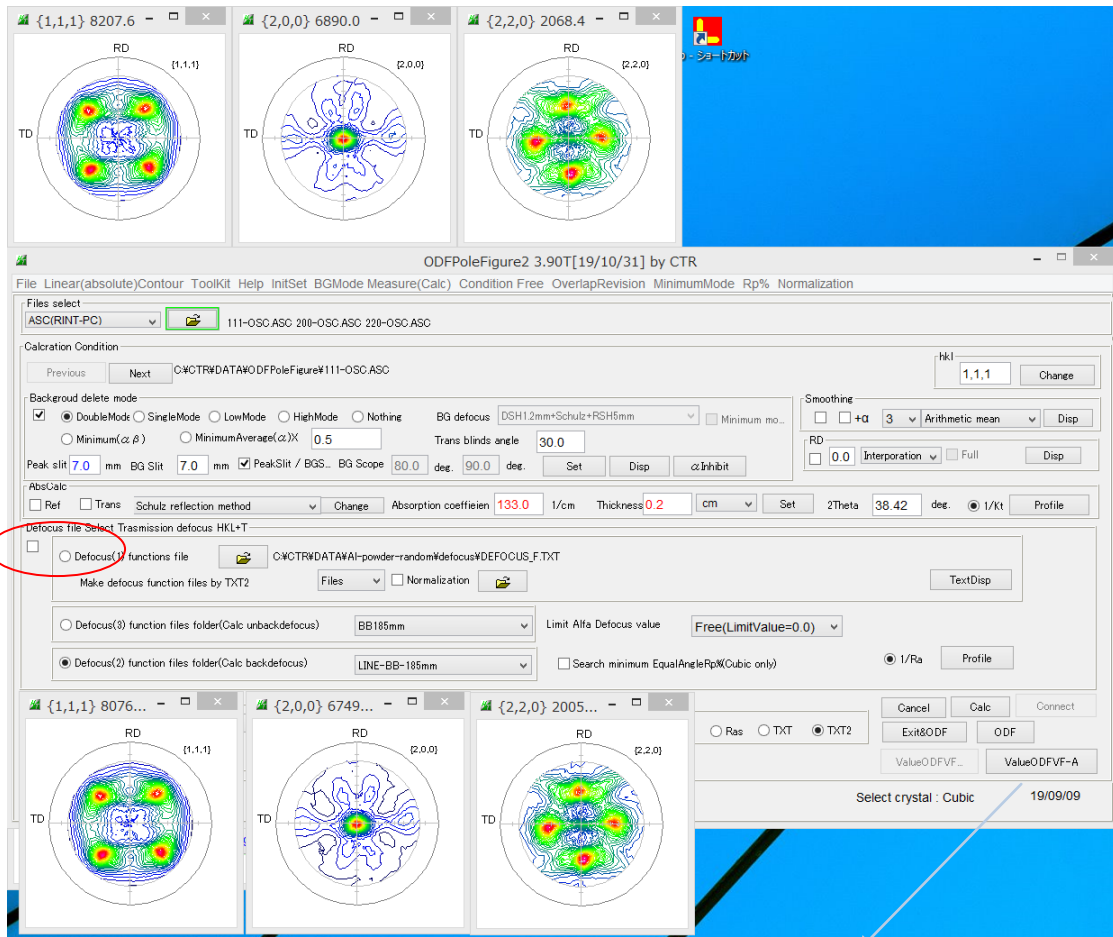 {1,1,1} 8207.6
{2,0,0} 6890.0
{2,2,0} 2068.4
RD
{1,1,1}
TD
RD
{2,0,0}
TD
RD
{2,2,0}
TD
- ショートカット
ODFPoleFigure2 3.90T[19/10/31] by CTR
File Linear(absolute)Contour ToolKit Help InitSet BGMode Measure(Calc) Condition Free OverlapRevision MinimumMode Rp% Normalization
Files select
ASC(RINT-PC) 111-OSC.ASC 200-OSC.ASC 220-OSC.ASC
Calcration Condition
Previous Next C:¥CTR¥DATA¥ODFPoleFigure¥111-OSC.ASC
hkl
1,1,1 Change
Backgroud delete mode
DoubleMode SingleMode LowMode HighMode Nothing BG defocus DSH1.2mm+Schulz+RSH5mm Minimum mo...
Minimum(αβ) MinimumAverage(α)X 0.5 Trans blinds angle 30.0
Peak slit 7.0 mm BG Slit 7.0 mm PeakSlit / BGS... BG Scope 80.0 deg. 90.0 deg. Set Disp αInhibit
Smoothing
+α 3 Arithmetic mean Disp
RD
0.0 Interporation Full Disp
AbsCalc
Ref Trans Schulz reflection method Change Absorption coeffieien 133.0 1/cm Thickness 0.2 cm Set 2Theta 38.42 deg. 1/Kt Profile
Defocus file Select Trasmission defocus HKL+T
Defocus(1) functions file C:¥CTR¥DATA¥Al-powder-random¥defocus¥DEFOCUS_F.TXT
Make defocus function files by TXT2 Files Normalization TextDisp
Defocus(3) function files folder(Calc unbackdefocus) BB185mm Limit Alfa Defocus value Free(LimitValue=0.0)
Defocus(2) function files folder(Calc backdefocus) LINE-BB-185mm Search minimum EqualAngleRp%(Cubic only) 1/Ra Profile
{1,1,1} 8076...
{2,0,0} 6749...
{2,2,0} 2005...
RD
{1,1,1}
TD
RD
{2,0,0}
TD
RD
{2,2,0}
TD
Ras TXT TXT2
Cancel Calc Connect
Exit&ODF ODF
ValueODFVF... ValueODFVF-A
Select crystal : Cubic 19/09/09